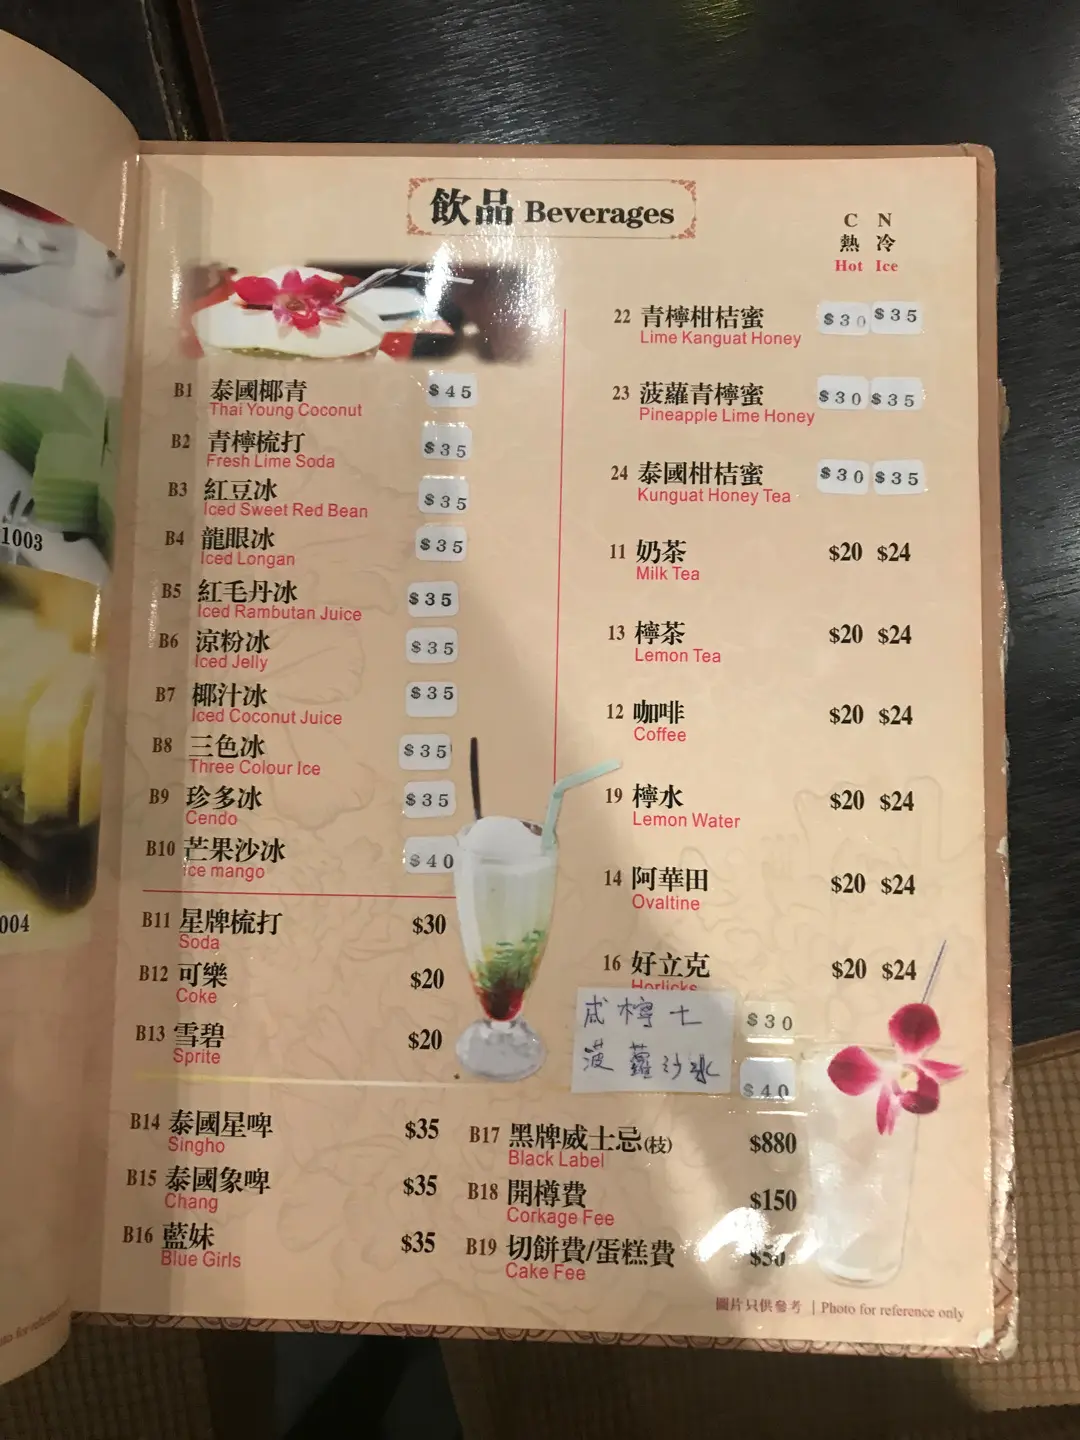 飲品 Beverages
C N
熱 冷
Hot Ice
B1 泰國椰青 $45
Thai Young Coconut
B2 青檸梳打 $35
Fresh Lime Soda
B3 紅豆冰 $35
Iced Sweet Red Bean
B4 龍眼冰 $35
Iced Longan
B5 紅毛丹冰 $35
Iced Rambutan Juice
B6 涼粉冰 $35
Iced Jelly
B7 椰汁冰 $35
Iced Coconut Juice
B8 三色冰 $35
Three Colour Ice
B9 珍多冰 $35
Cendo
B10 芒果沙冰 $40
Ice mango
B11 星牌梳打 $30
Soda
B12 可樂 $20
Coke
B13 雪碧 $20
Sprite
22 青檸柑桔蜜 $30 $35
Lime Kanguat Honey
23 菠蘿青檸蜜 $30 $35
Pineapple Lime Honey
24 泰國柑桔蜜 $30 $35
Kunguat Honey Tea
11 奶茶 $20 $24
Milk Tea
13 檸茶 $20 $24
Lemon Tea
12 咖啡 $20 $24
Coffee
19 檸水 $20 $24
Lemon Water
14 阿華田 $20 $24
Ovaltine
16 好立克 $20 $24
Horlicks
咸檸七 $30
菠蘿沙冰 $40
B14 泰國星啤 $35
Singho
B15 泰國象啤 $35
Chang
B16 藍妹 $35
Blue Girls
B17 黑牌威士忌(枝) $880
Black Label
B18 開樽費 $150
Corkage Fee
B19 切餅費/蛋糕費 $50
Cake Fee
圖片只供參考 | Photo for reference only
1003
004